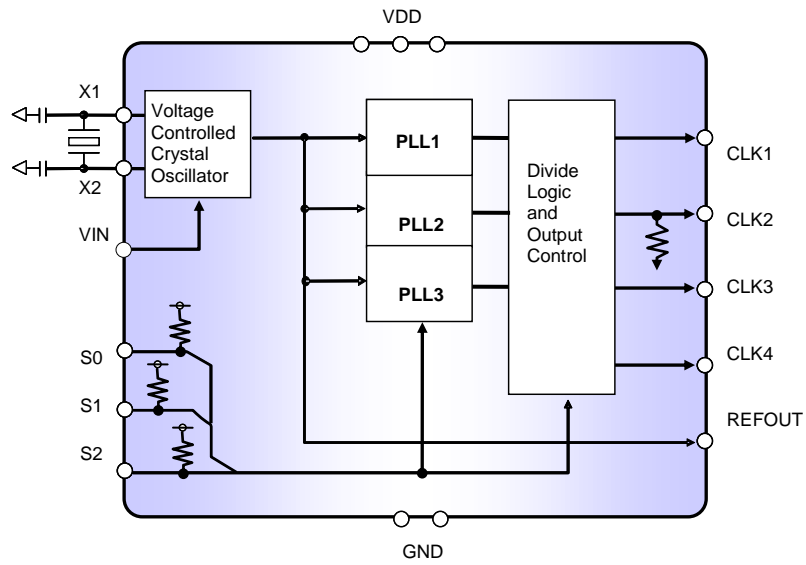 VDD
X1
Voltage
Controlled
Crystal
Oscillator
X2
VIN
PLL1
PLL2
PLL3
Divide
Logic
and
Output
Control
CLK1
CLK2
CLK3
CLK4
REFOUT
S0
S1
S2
GND